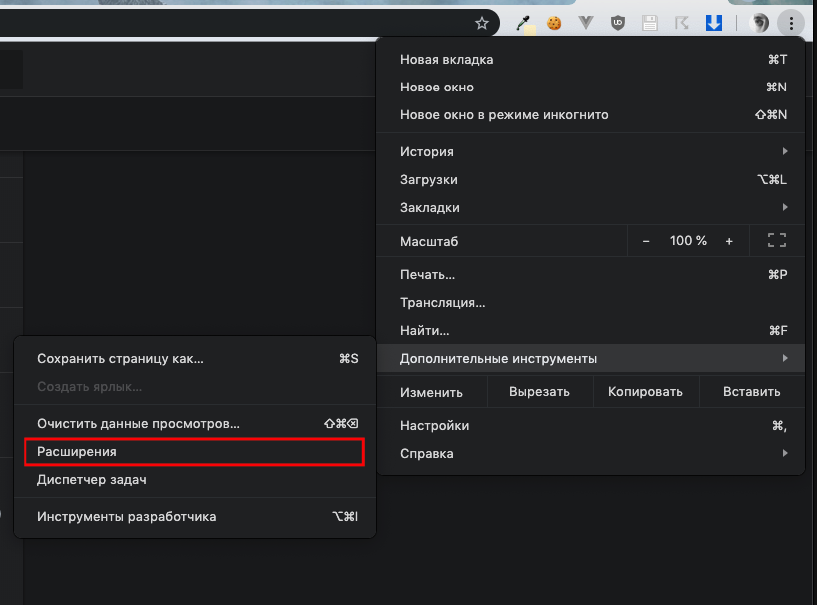 Новая вкладка ⌘T
Новое окно ⌘N
Новое окно в режиме инкогнито ⇧⌘N
История
Загрузки ⌥⌘L
Закладки
Масштаб - 100 % +
Печать... ⌘P
Трансляция...
Найти... ⌘F
Дополнительные инструменты
Изменить Вырезать Копировать Вставить
Настройки ⌘,
Справка
Сохранить страницу как... ⌘S
Создать ярлык...
Очистить данные просмотров... ⇧⌘⌫
Расширения
Диспетчер задач
Инструменты разработчика ⌥⌘I